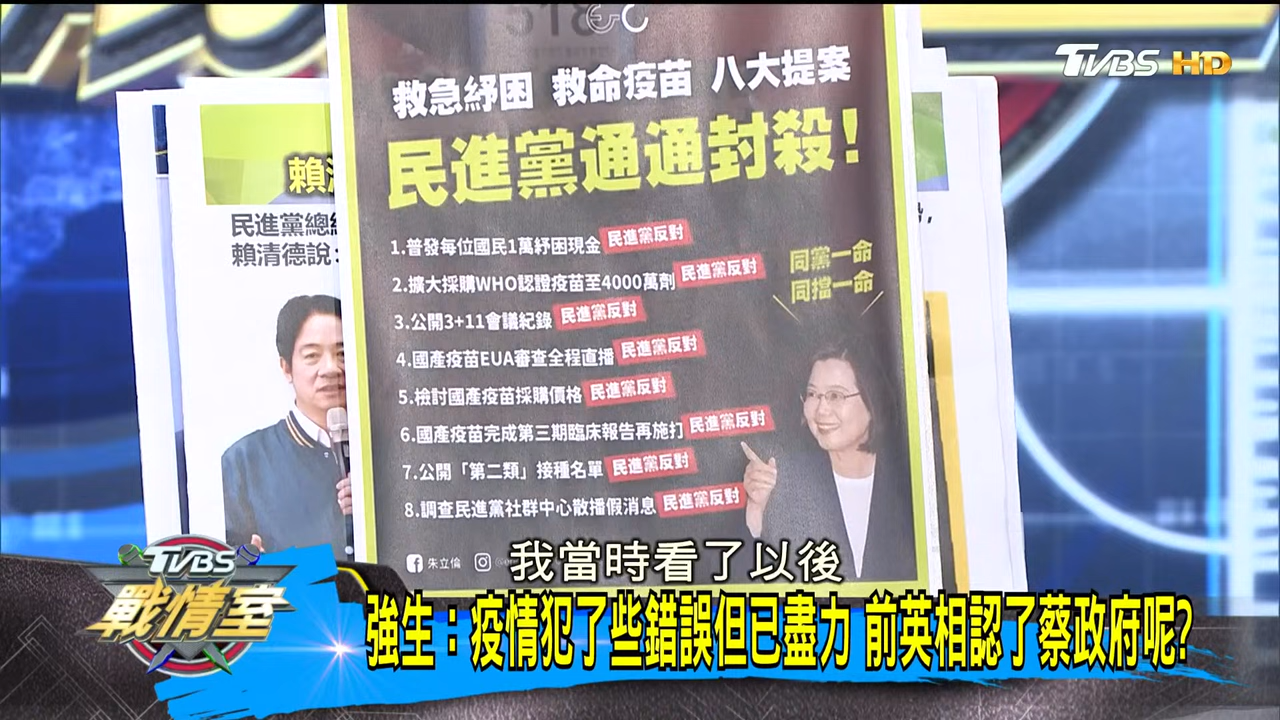 TVBS HD
救急紓困 救命疫苗 八大提案
民進黨通通封殺！
1.普發每位國民1萬紓困現金 民進黨反對
2.擴大採購WHO認證疫苗至4000萬劑 民進黨反對
3.公開3+11會議紀錄 民進黨反對
4.國產疫苗EUA審查全程直播 民進黨反對
5.檢討國產疫苗採購價格 民進黨反對
6.國產疫苗完成第三期臨床報告再施打 民進黨反對
7.公開「第二類」接種名單 民進黨反對
8.調查民進黨社群中心散播假消息 民進黨反對
同黨一命
同擋一命
朱立倫
賴
民進黨總
賴清德說：
我當時看了以後
TVBS
戰情室
強生：疫情犯了些錯誤但已盡力 前英相認了蔡政府呢?